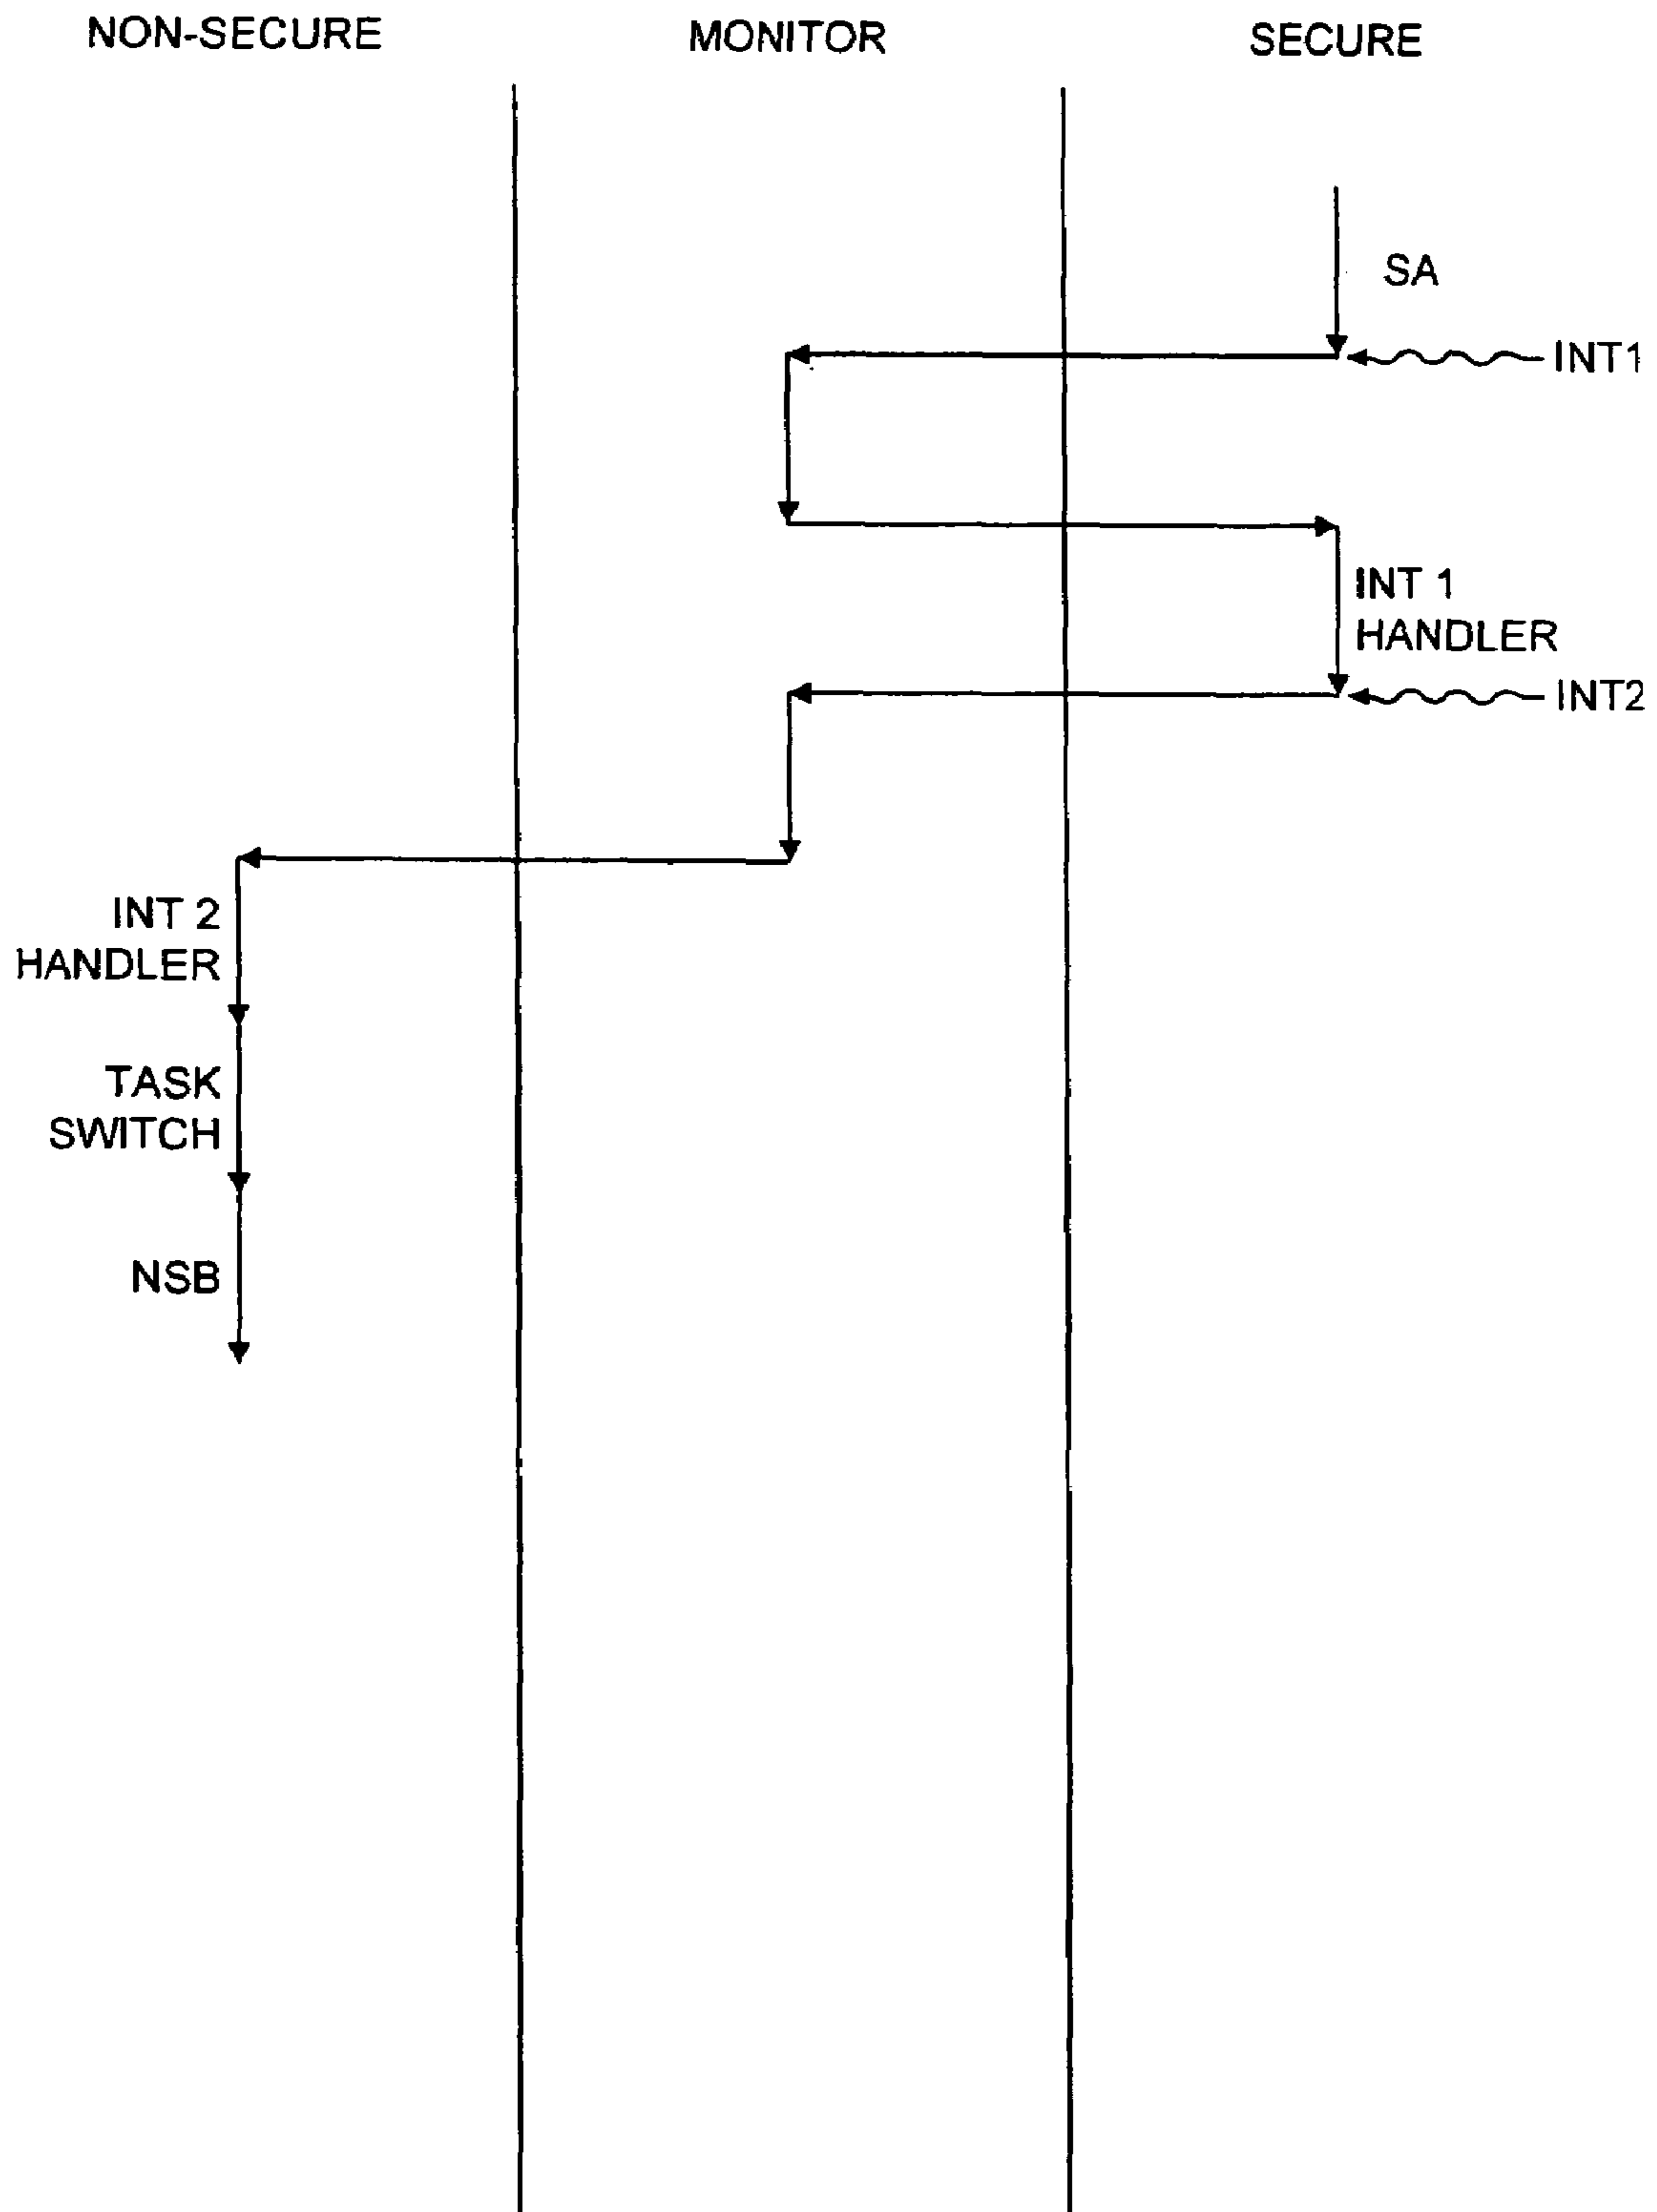 NON-SECURE
MONITOR
SECURE
SA
INT1
INT 1
HANDLER
INT2
INT 2
HANDLER
TASK
SWITCH
NSB